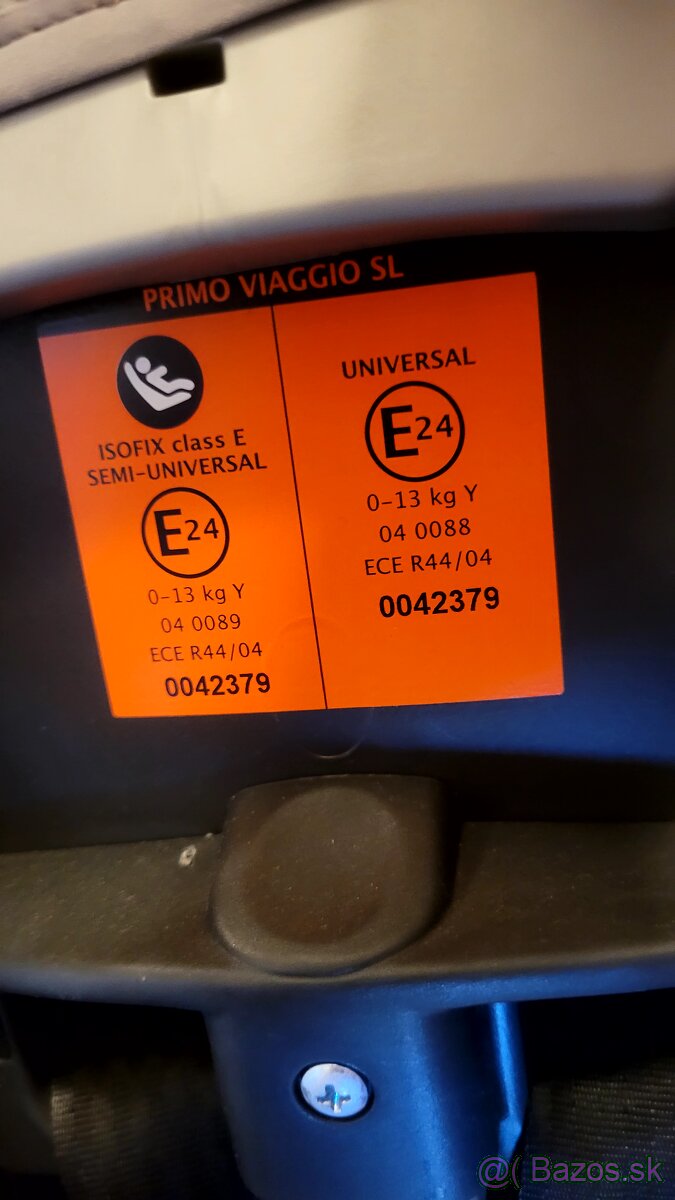 PRIMO VIAGGIO SL
ISOFIX class E
SEMI-UNIVERSAL
E24
0-13 kg Y
04 0089
ECE R44/04
0042379
UNIVERSAL
E24
0-13 kg Y
04 0088
ECE R44/04
0042379
@( Bazos.sk